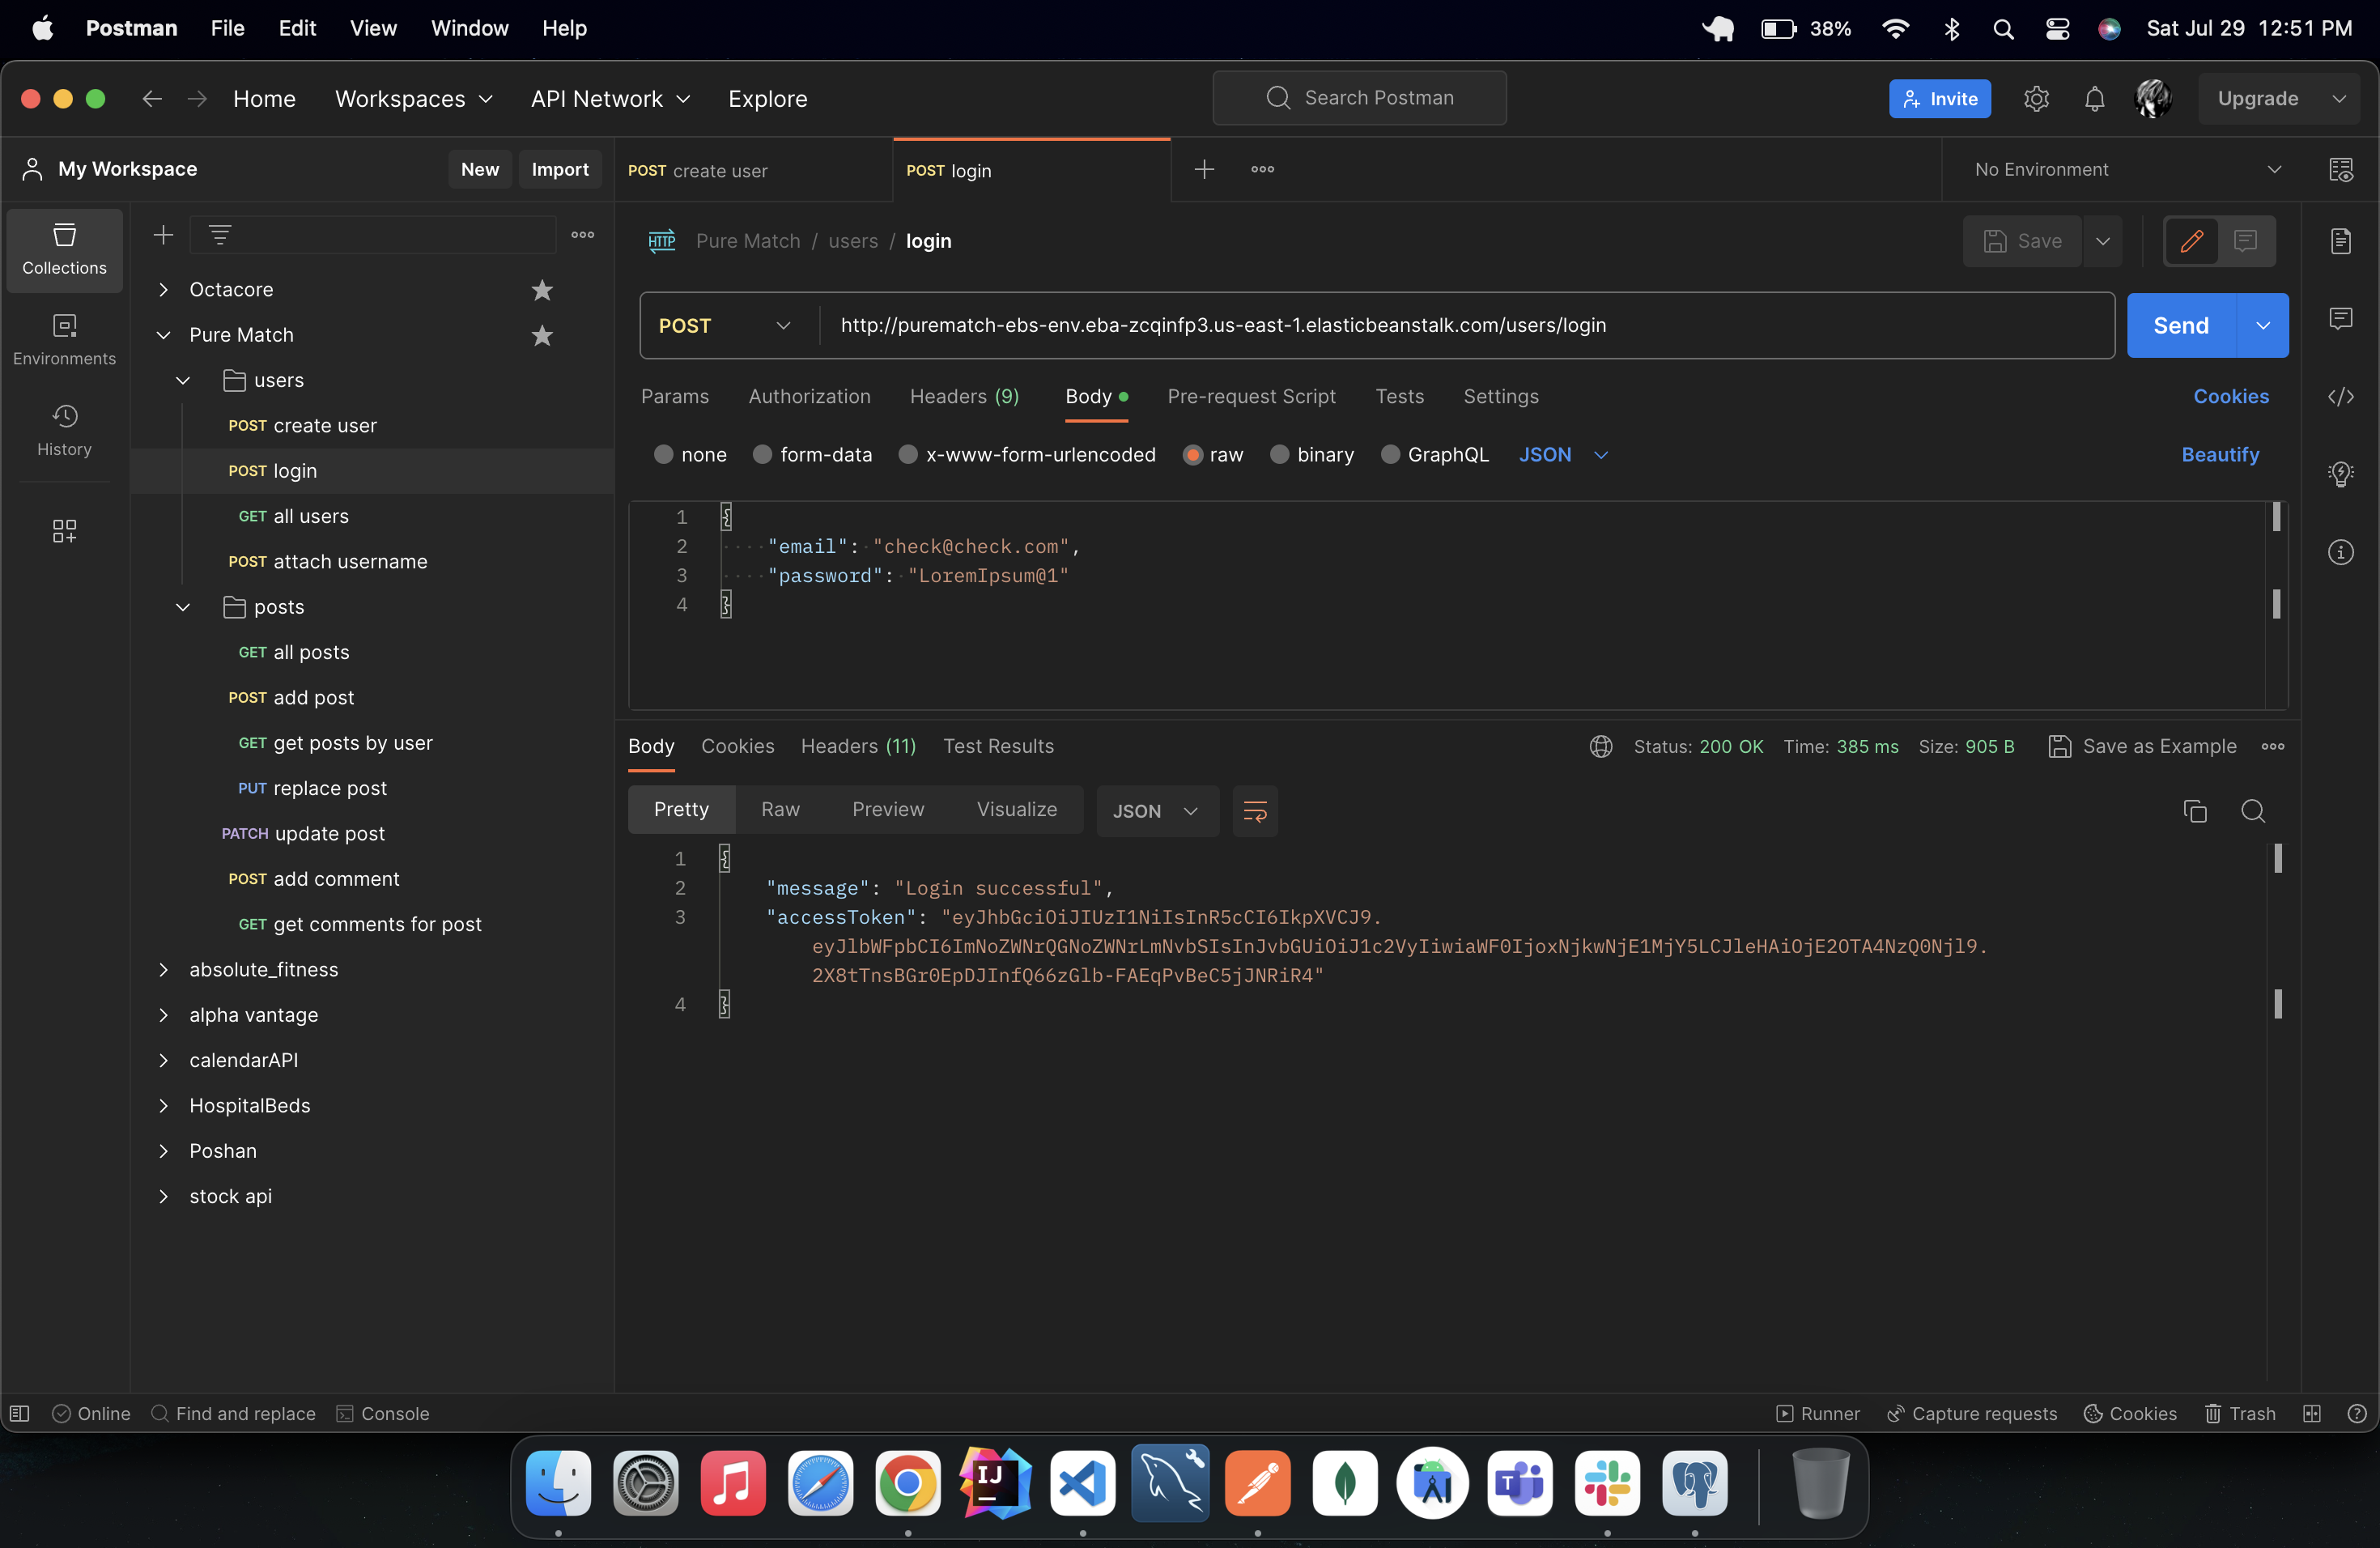 Postman File Edit View Window Help 38% Sat Jul 29 12:51 PM
Home Workspaces API Network Explore Search Postman Invite Upgrade
My Workspace New Import POST create user POST login No Environment
Collections
Environments
History
Octacore
Pure Match
users
POST create user
POST login
GET all users
POST attach username
posts
GET all posts
POST add post
GET get posts by user
PUT replace post
PATCH update post
POST add comment
GET get comments for post
absolute_fitness
alpha vantage
calendarAPI
HospitalBeds
Poshan
stock api
HTTP Pure Match / users / login Save
POST http://purematch-ebs-env.eba-zcqinfp3.us-east-1.elasticbeanstalk.com/users/login Send
Params Authorization Headers (9) Body Pre-request Script Tests Settings Cookies
none form-data x-www-form-urlencoded raw binary GraphQL JSON Beautify
1 {
2 "email": "check@check.com",
3 "password": "LoremIpsum@1"
4 }
Body Cookies Headers (11) Test Results Status: 200 OK Time: 385 ms Size: 905 B Save as Example
Pretty Raw Preview Visualize JSON
1 {
2 "message": "Login successful",
3 "accessToken": "eyJhbGciOiJIUzI1NiIsInR5cCI6IkpXVCJ9.
eyJlbWFpbCI6ImNoZWNrQGNoZWNrLmNvbSIsInJvbGUiOiJ1c2VyIiwiaWF0IjoxNjkwNjE1MjY5LCJleHAiOjE2OTA4NzQ0Njl9.
2X8tTnsBGr0EpDJInfQ66zGlb-FAEqPvBeC5jJNRiR4"
4 }
Online Find and replace Console Runner Capture requests Cookies Trash
IJ
T